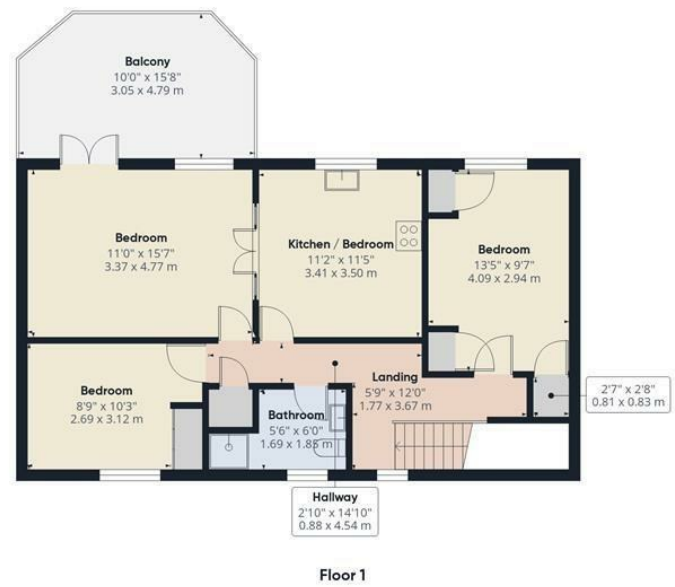 Balcony
10'0" x 15'8"
3.05 x 4.79 m
Bedroom
11'0" x 15'7"
3.37 x 4.77 m
Kitchen / Bedroom
11'2" x 11'5"
3.41 x 3.50 m
Bedroom
13'5" x 9'7"
4.09 x 2.94 m
Bedroom
8'9" x 10'3"
2.69 x 3.12 m
Bathroom
5'6" x 6'0"
1.69 x 1.85 m
Landing
5'9" x 12'0"
1.77 x 3.67 m
2'7" x 2'8"
0.81 x 0.83 m
Hallway
2'10" x 14'10"
0.88 x 4.54 m
Floor 1